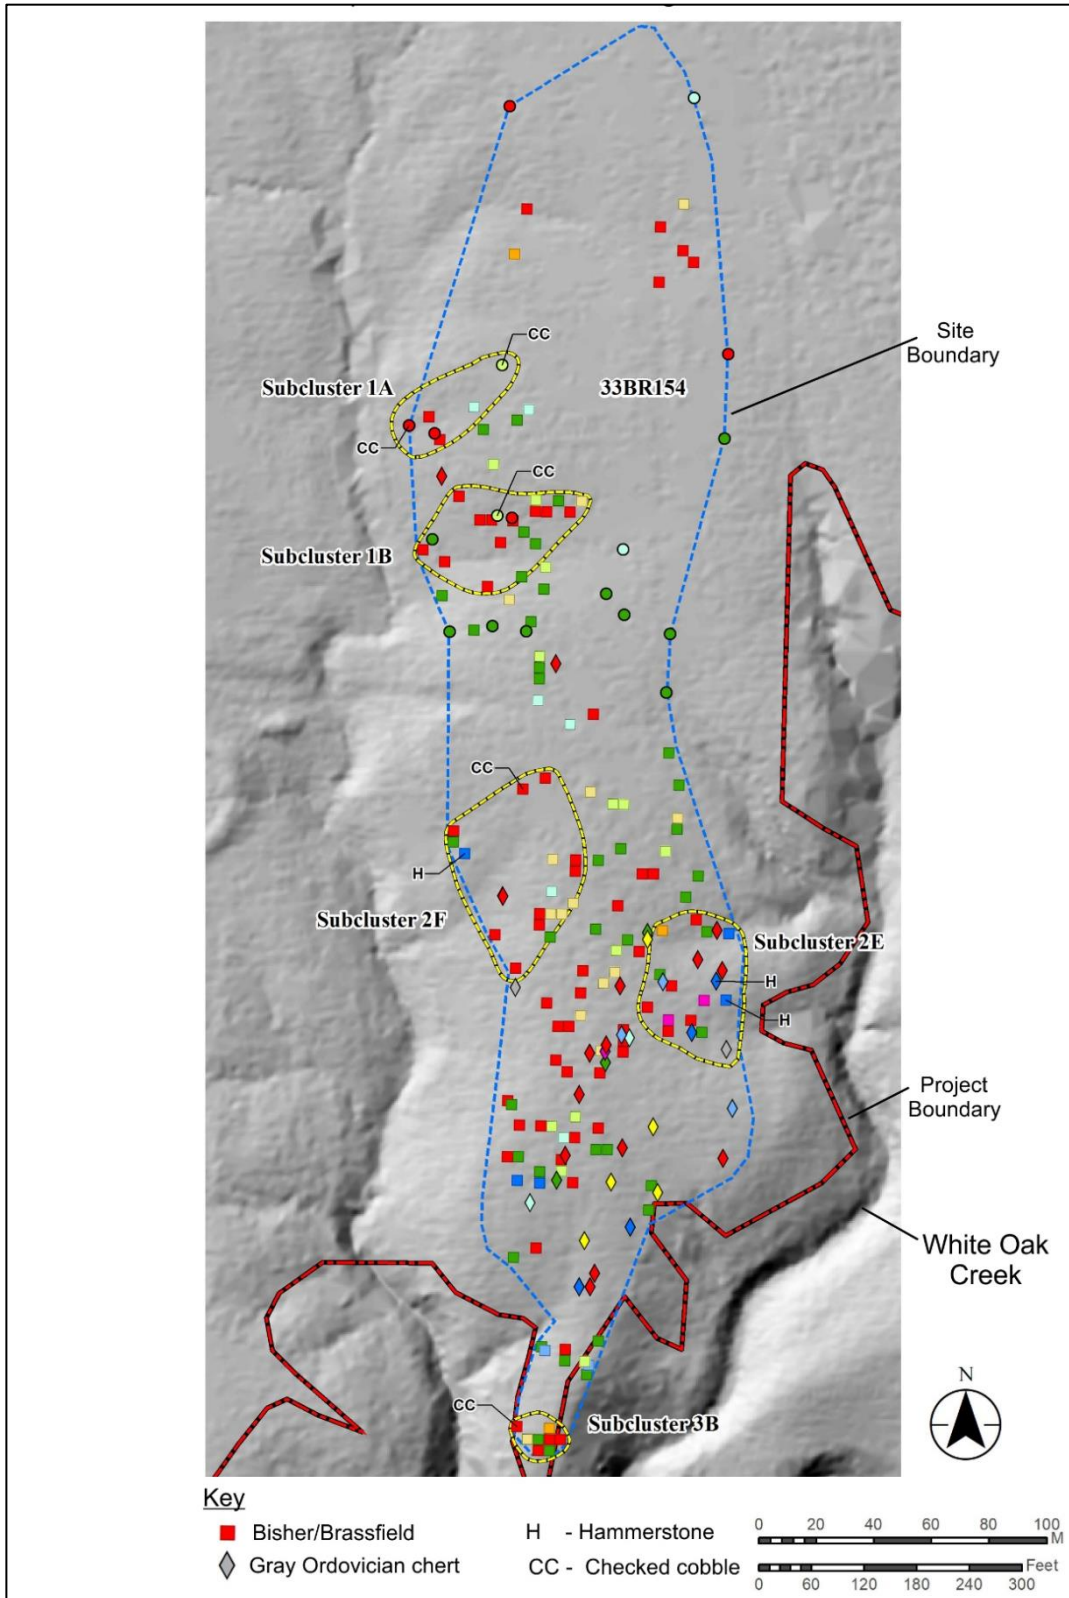 CC
Site
Boundary
Subcluster 1A
33BR154
CC
CC
Subcluster 1B
CC
H
Subcluster 2F
Subcluster 2E
H
H
Project
Boundary
White Oak
Creek
CC
Subcluster 3B
N
Key
Bisher/Brassfield
H - Hammerstone
0 20 40 60 80 100
M
Gray Ordovician chert
CC - Checked cobble
Feet
0 60 120 180 240 300